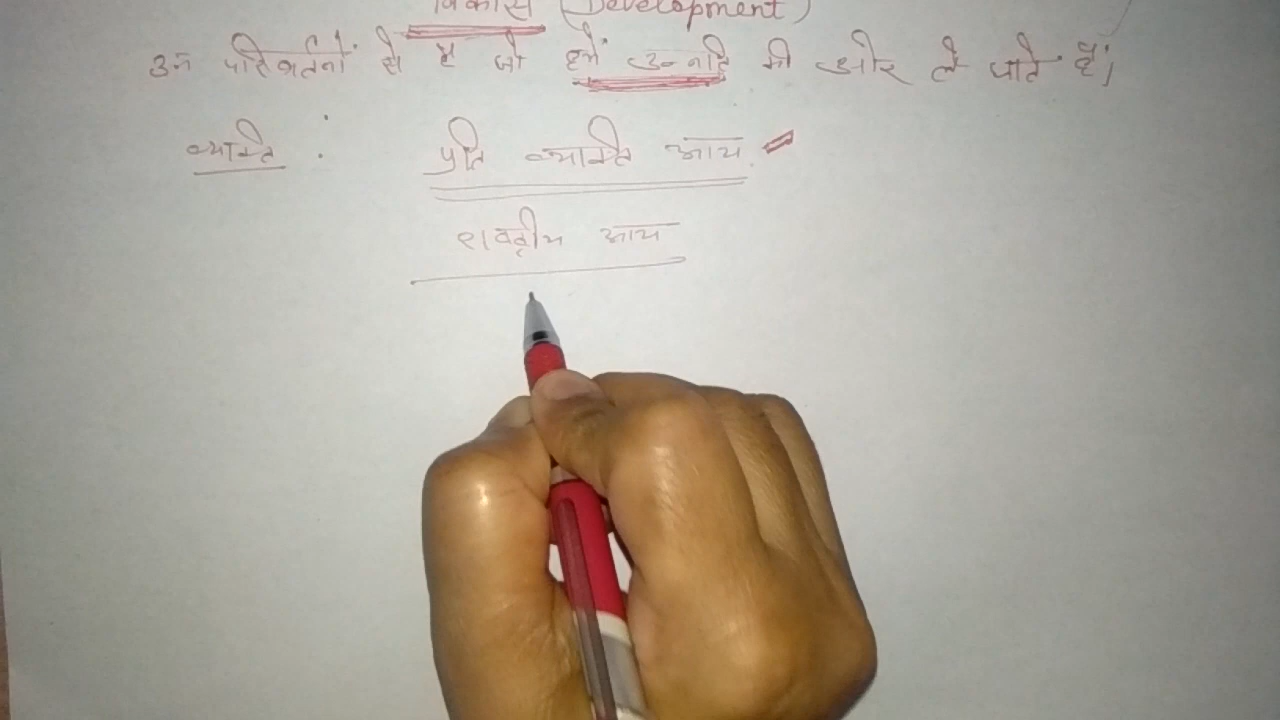 विकास (Development)
उन परिवर्तनों से है जो हमें उन्नति की ओर ले जाते हैं।
व्यक्ति : प्रति व्यक्ति आय
राष्ट्रीय आय